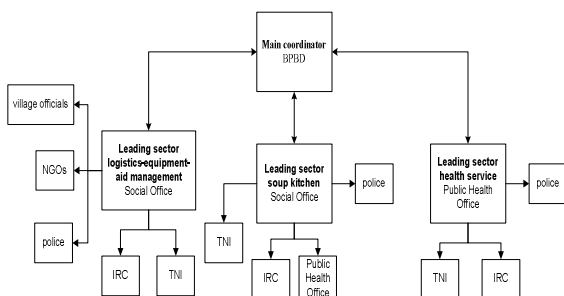 Main coordinator
BPBD
village officials
NGOs
police
Leading sector
logistics-equipment-
aid management
Social Office
IRC
TNI
Leading sector
soup kitchen
Social Office
police
TNI
IRC
Public
Health
Office
Leading sector
health service
Public Health
Office
police
TNI
IRC